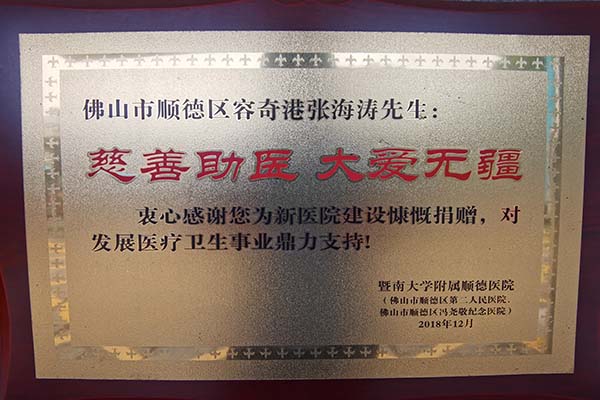 佛山市顺德区容奇港张海涛先生：
慈善助医 大爱无疆
衷心感谢您为新医院建设慷慨捐赠，对
发展医疗卫生事业鼎力支持!
暨南大学附属顺德医院
（佛山市顺德区第二人民医院、
佛山市顺德区冯尧敬纪念医院）
2018年12月